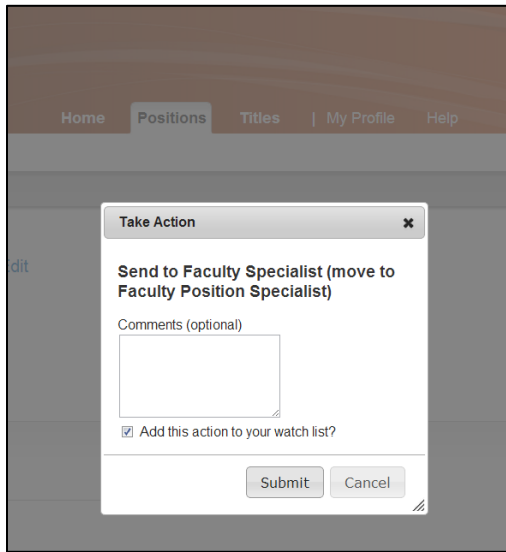 Home Positions Titles | My Profile Help
Take Action ×
Edit
Send to Faculty Specialist (move to
Faculty Position Specialist)
Comments (optional)
Add this action to your watch list?
Submit Cancel